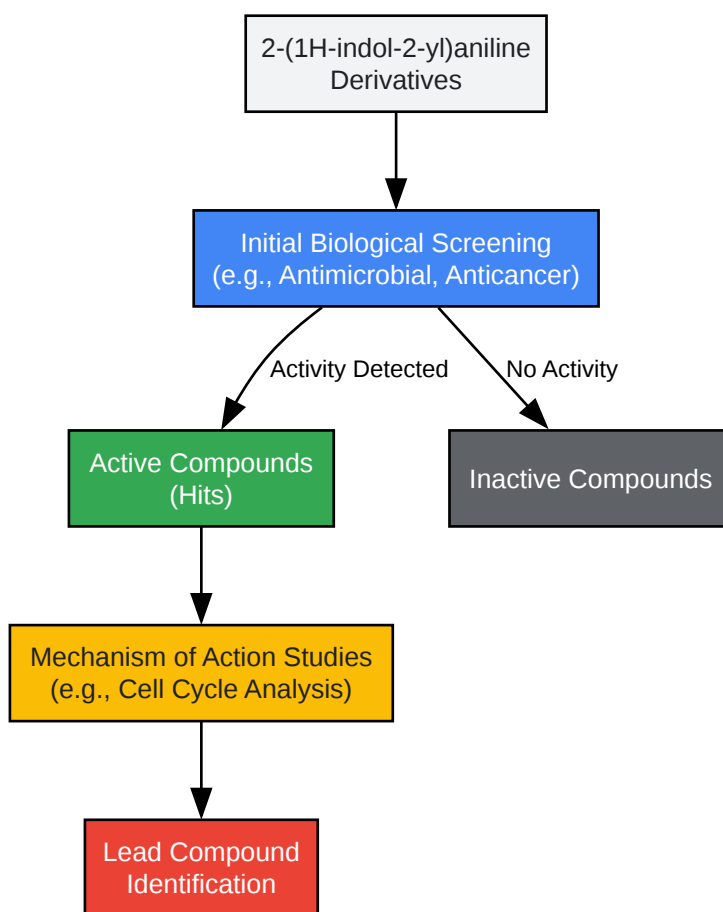 2-(1H-indol-2-yl)aniline
Derivatives
Initial Biological Screening
(e.g., Antimicrobial, Anticancer)
Activity Detected
No Activity
Active Compounds
(Hits)
Inactive Compounds
Mechanism of Action Studies
(e.g., Cell Cycle Analysis)
Lead Compound
Identification